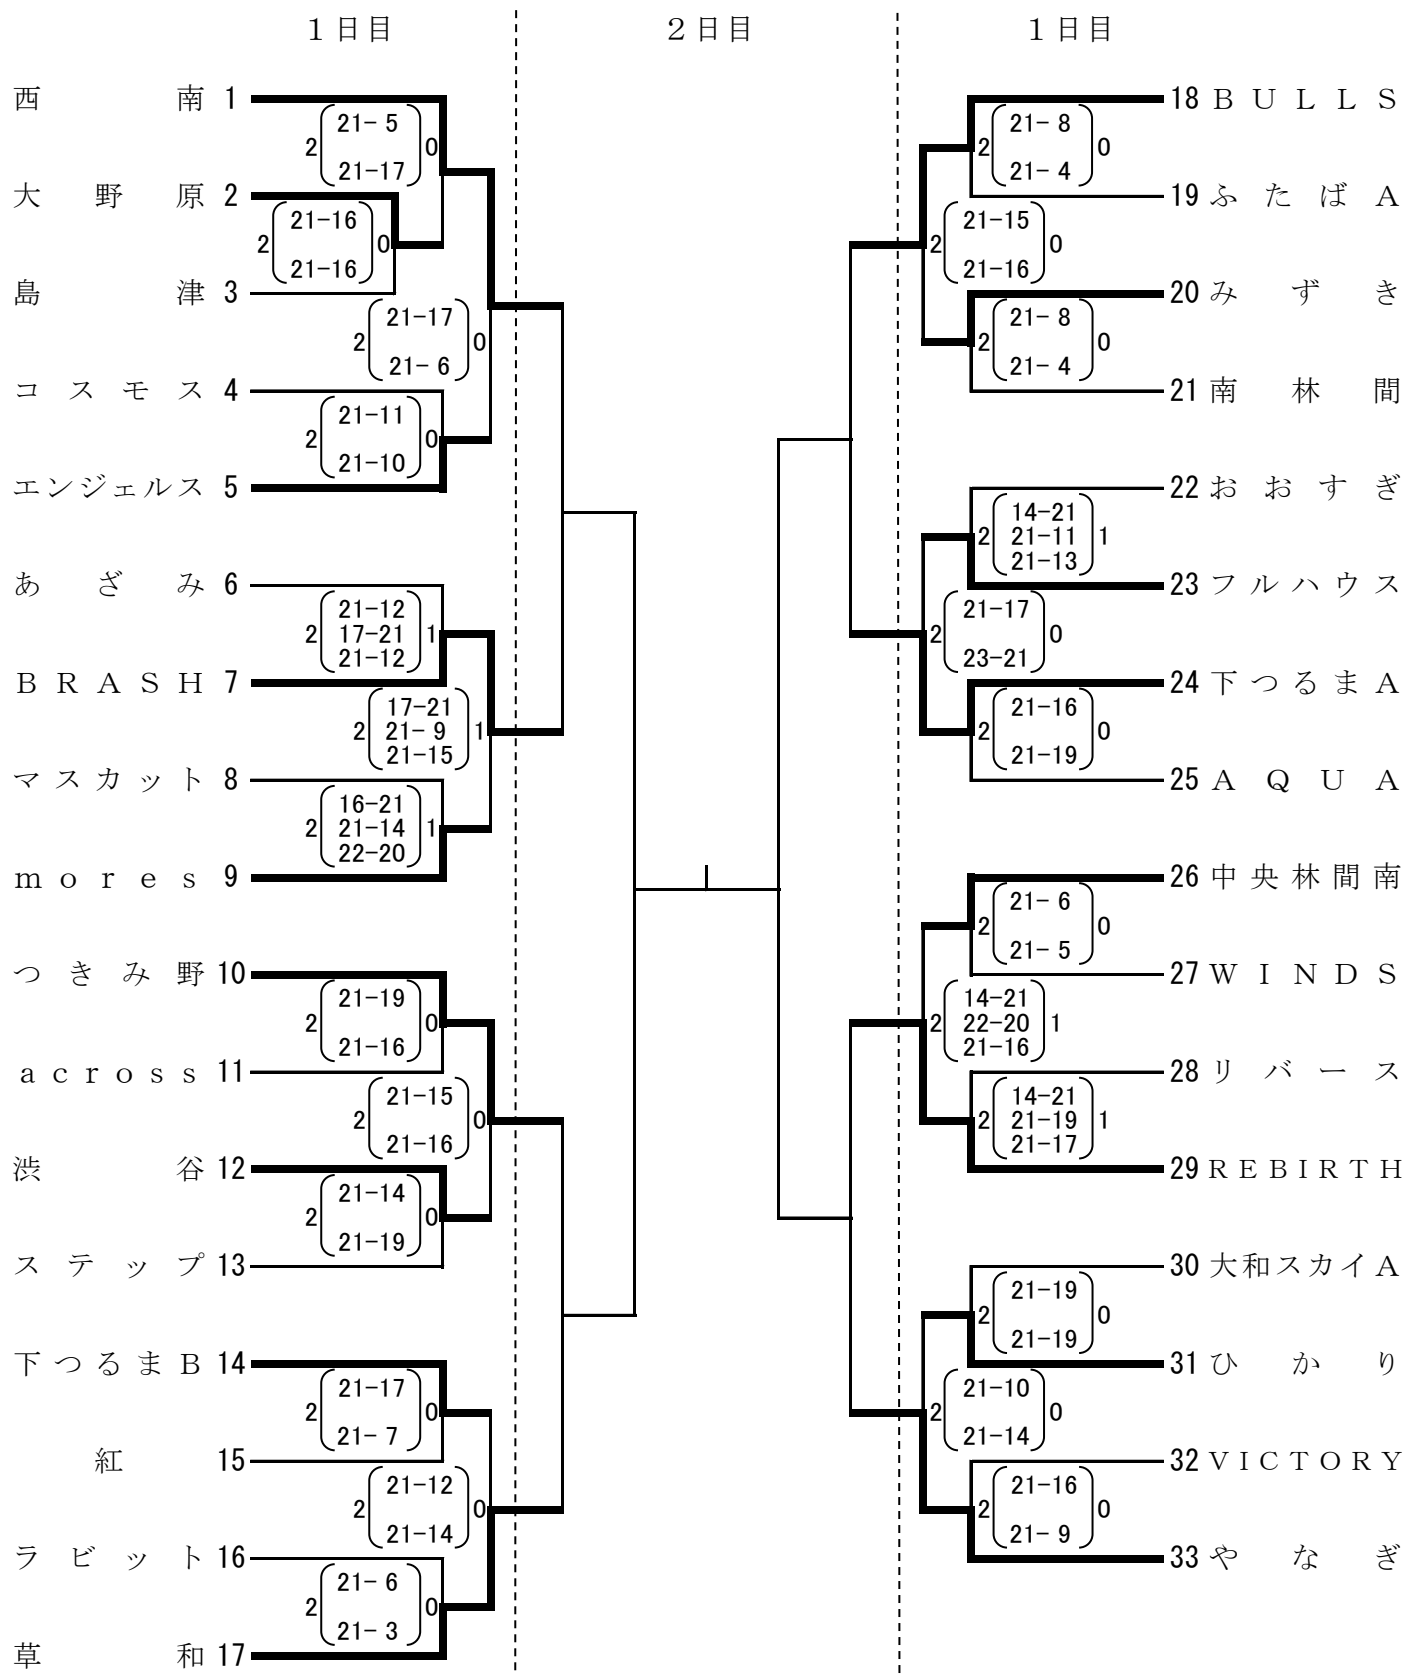 １日目
２日目
１日目
西南 1
21- 5
2 0
21-17
大野原 2
21-16
2 0
21-16
島津 3
21-17
2 0
21- 6
コスモス 4
21-11
2 0
21-10
エンジェルス 5
あざみ 6
21-12
2 17-21 1
21-12
ＢＲＡＳＨ 7
17-21
2 21- 9 1
21-15
マスカット 8
16-21
2 21-14 1
22-20
ｍｏｒｅｓ 9
つきみ野 10
21-19
2 0
21-16
ａｃｒｏｓｓ 11
21-15
2 0
21-16
渋谷 12
21-14
2 0
21-19
ステップ 13
下つるまＢ 14
21-17
2 0
21- 7
紅 15
21-12
2 0
21-14
ラビット 16
21- 6
2 0
21- 3
草和 17
18 ＢＵＬＬＳ
21- 8
2 0
21- 4
19 ふたばＡ
21-15
2 0
21-16
20 みずき
21- 8
2 0
21- 4
21 南林間
22 おおすぎ
14-21
2 21-11 1
21-13
23 フルハウス
21-17
2 0
23-21
24 下つるまＡ
21-16
2 0
21-19
25 ＡＱＵＡ
26 中央林間南
21- 6
2 0
21- 5
27 ＷＩＮＤＳ
14-21
2 22-20 1
21-16
28 リバース
14-21
2 21-19 1
21-17
29 ＲＥＢＩＲＴＨ
30 大和スカイＡ
21-19
2 0
21-19
31 ひかり
21-10
2 0
21-14
32 ＶＩＣＴＯＲＹ
21-16
2 0
21- 9
33 やなぎ